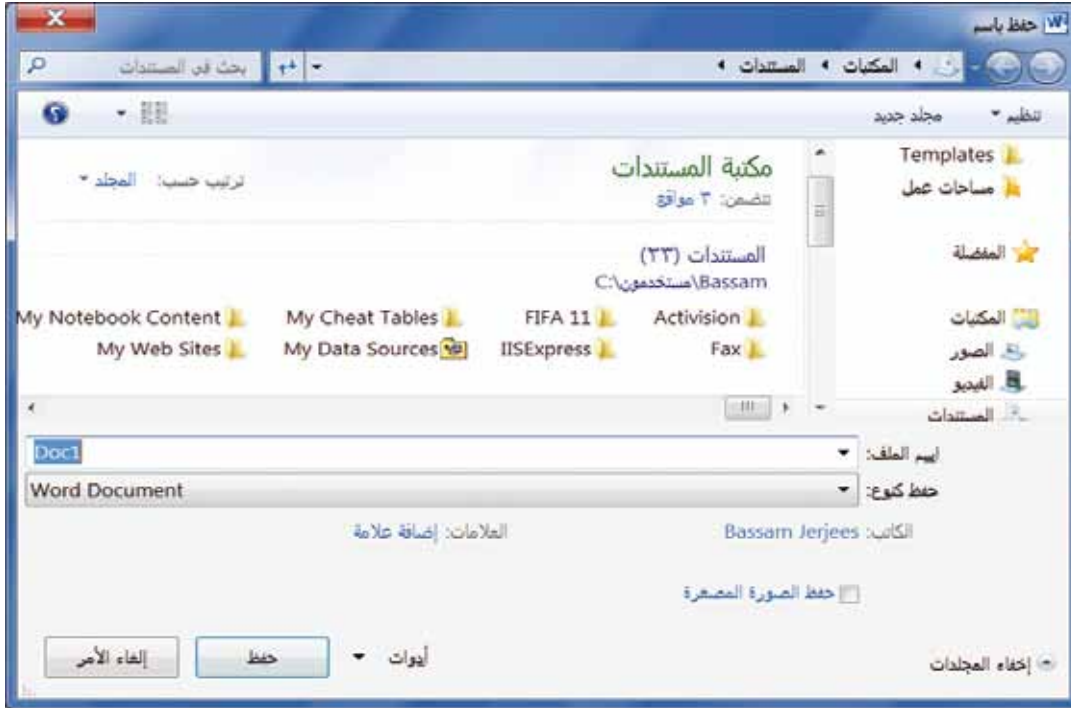 حفظ باسم
المكتبات المستندات بحث في المستندات
تنظيم مجلد جديد
Templates
مساحات عمل
المفضلة
المكتبات
الصور
الفيديو
المستندات
مكتبة المستندات
تتضمن: ٣ مواقع
ترتيب حسب: المجلد
المستندات (٢٣)
C:\مستخدمون\Bassam
Activision FIFA 11 My Cheat Tables My Notebook Content
Fax IISExpress My Data Sources My Web Sites
اسم الملف: Doc1
حفظ كنوع: Word Document
الكاتب: Bassam Jerjees العلامات: إضافة علامة
حفظ الصورة المصغرة
إخفاء المجلدات أدوات حفظ إلغاء الأمر